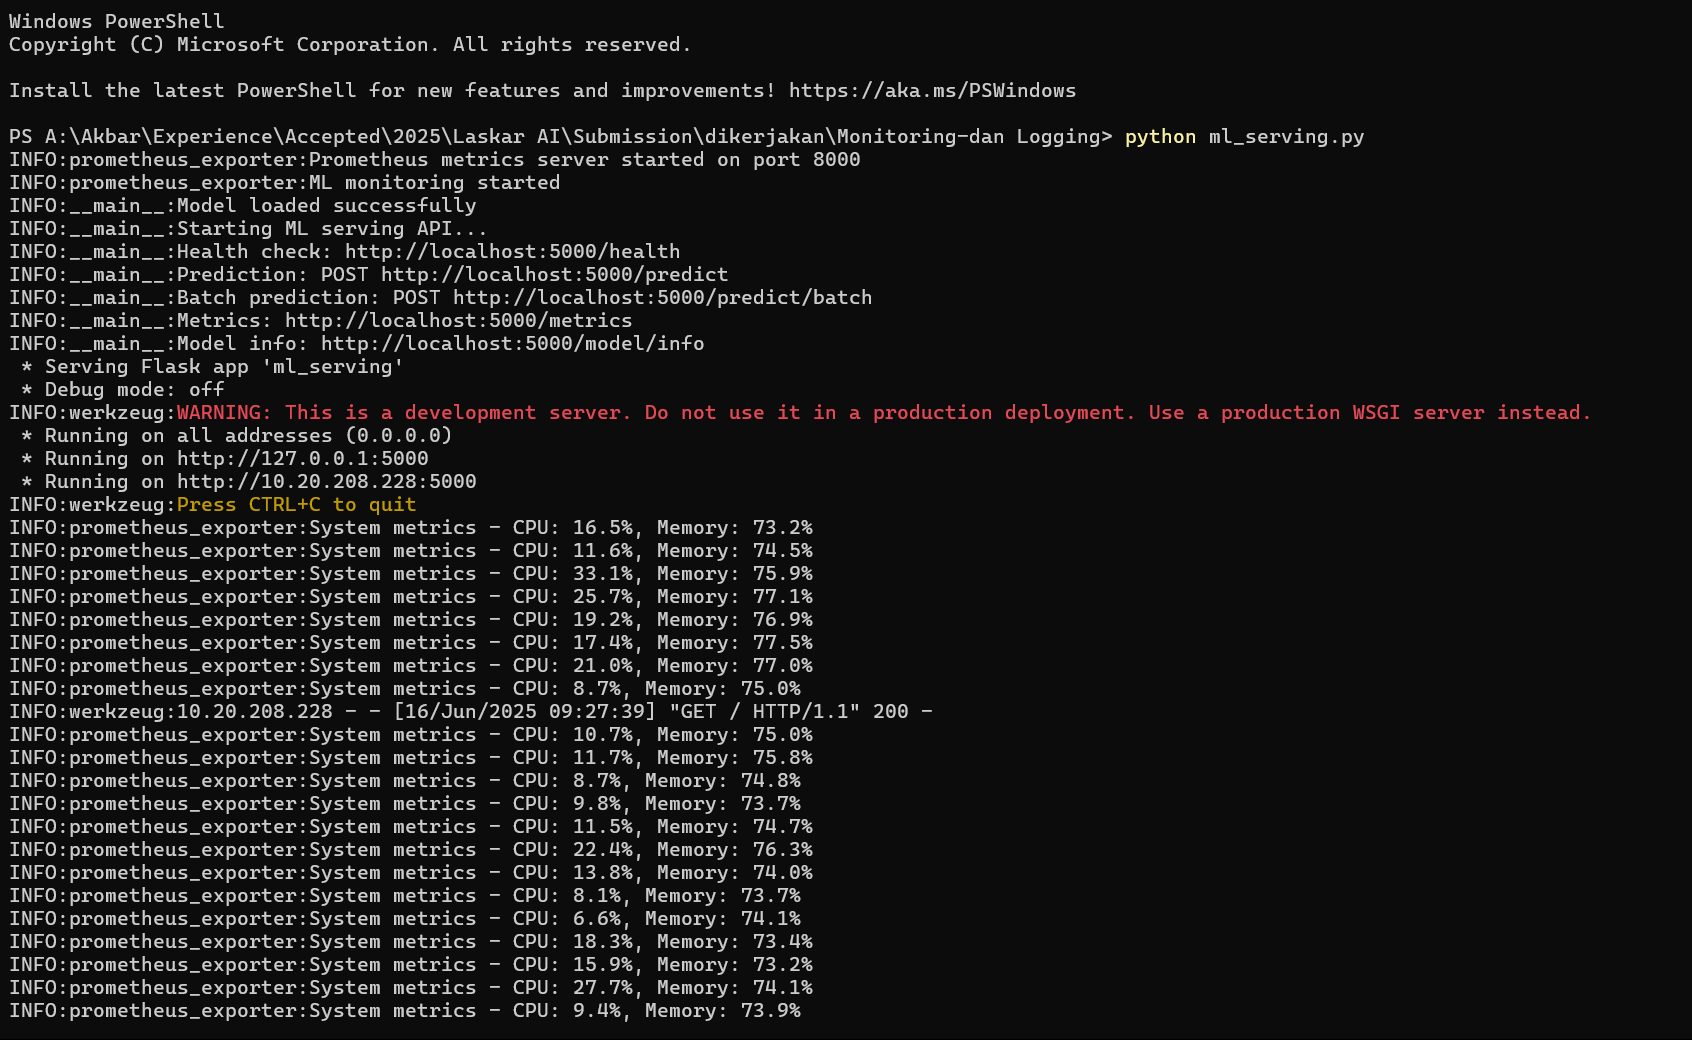 Windows PowerShell
Copyright (C) Microsoft Corporation. All rights reserved.
Install the latest PowerShell for new features and improvements! https://aka.ms/PSWindows
PS A:\Akbar\Experience\Accepted\2025\Laskar AI\Submission\dikerjakan\Monitoring-dan Logging> python ml_serving.py
INFO:prometheus_exporter:Prometheus metrics server started on port 8000
INFO:prometheus_exporter:ML monitoring started
INFO:__main__:Model loaded successfully
INFO:__main__:Starting ML serving API...
INFO:__main__:Health check: http://localhost:5000/health
INFO:__main__:Prediction: POST http://localhost:5000/predict
INFO:__main__:Batch prediction: POST http://localhost:5000/predict/batch
INFO:__main__:Metrics: http://localhost:5000/metrics
INFO:__main__:Model info: http://localhost:5000/model/info
 * Serving Flask app 'ml_serving'
 * Debug mode: off
INFO:werkzeug:WARNING: This is a development server. Do not use it in a production deployment. Use a production WSGI server instead.
 * Running on all addresses (0.0.0.0)
 * Running on http://127.0.0.1:5000
 * Running on http://10.20.208.228:5000
INFO:werkzeug:Press CTRL+C to quit
INFO:prometheus_exporter:System metrics - CPU: 16.5%, Memory: 73.2%
INFO:prometheus_exporter:System metrics - CPU: 11.6%, Memory: 74.5%
INFO:prometheus_exporter:System metrics - CPU: 33.1%, Memory: 75.9%
INFO:prometheus_exporter:System metrics - CPU: 25.7%, Memory: 77.1%
INFO:prometheus_exporter:System metrics - CPU: 19.2%, Memory: 76.9%
INFO:prometheus_exporter:System metrics - CPU: 17.4%, Memory: 77.5%
INFO:prometheus_exporter:System metrics - CPU: 21.0%, Memory: 77.0%
INFO:prometheus_exporter:System metrics - CPU: 8.7%, Memory: 75.0%
INFO:werkzeug:10.20.208.228 - - [16/Jun/2025 09:27:39] "GET / HTTP/1.1" 200 -
INFO:prometheus_exporter:System metrics - CPU: 10.7%, Memory: 75.0%
INFO:prometheus_exporter:System metrics - CPU: 11.7%, Memory: 75.8%
INFO:prometheus_exporter:System metrics - CPU: 8.7%, Memory: 74.8%
INFO:prometheus_exporter:System metrics - CPU: 9.8%, Memory: 73.7%
INFO:prometheus_exporter:System metrics - CPU: 11.5%, Memory: 74.7%
INFO:prometheus_exporter:System metrics - CPU: 22.4%, Memory: 76.3%
INFO:prometheus_exporter:System metrics - CPU: 13.8%, Memory: 74.0%
INFO:prometheus_exporter:System metrics - CPU: 8.1%, Memory: 73.7%
INFO:prometheus_exporter:System metrics - CPU: 6.6%, Memory: 74.1%
INFO:prometheus_exporter:System metrics - CPU: 18.3%, Memory: 73.4%
INFO:prometheus_exporter:System metrics - CPU: 15.9%, Memory: 73.2%
INFO:prometheus_exporter:System metrics - CPU: 27.7%, Memory: 74.1%
INFO:prometheus_exporter:System metrics - CPU: 9.4%, Memory: 73.9%